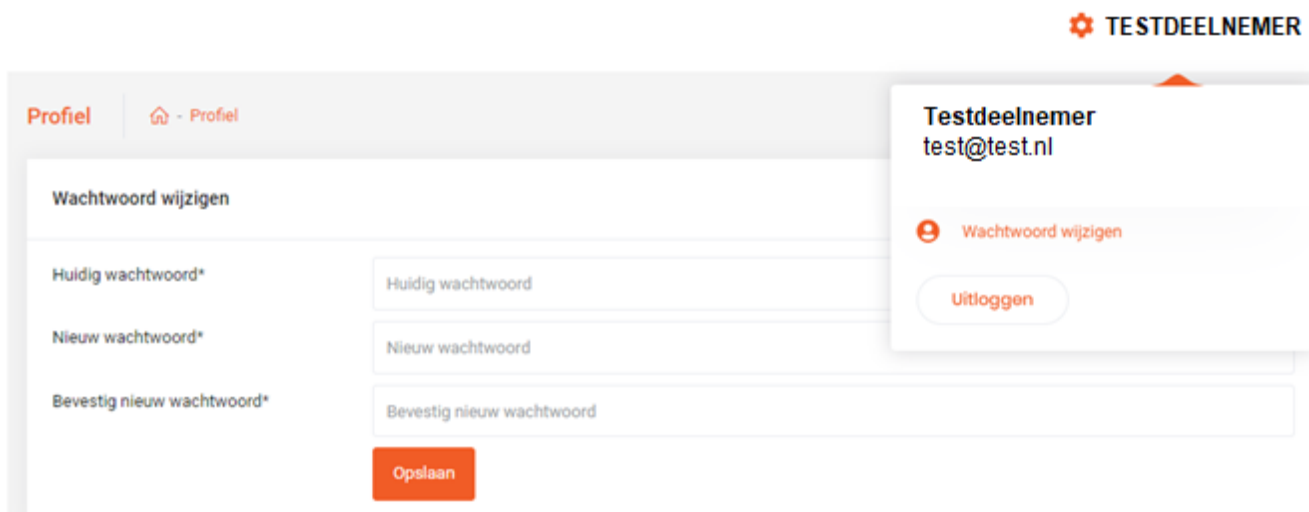 TESTDEELNEMER
Profiel
- Profiel
Testdeelnemer
test@test.nl
Wachtwoord wijzigen
Uitloggen
Wachtwoord wijzigen
Huidig wachtwoord*
Huidig wachtwoord
Nieuw wachtwoord*
Nieuw wachtwoord
Bevestig nieuw wachtwoord*
Bevestig nieuw wachtwoord
Opslaan